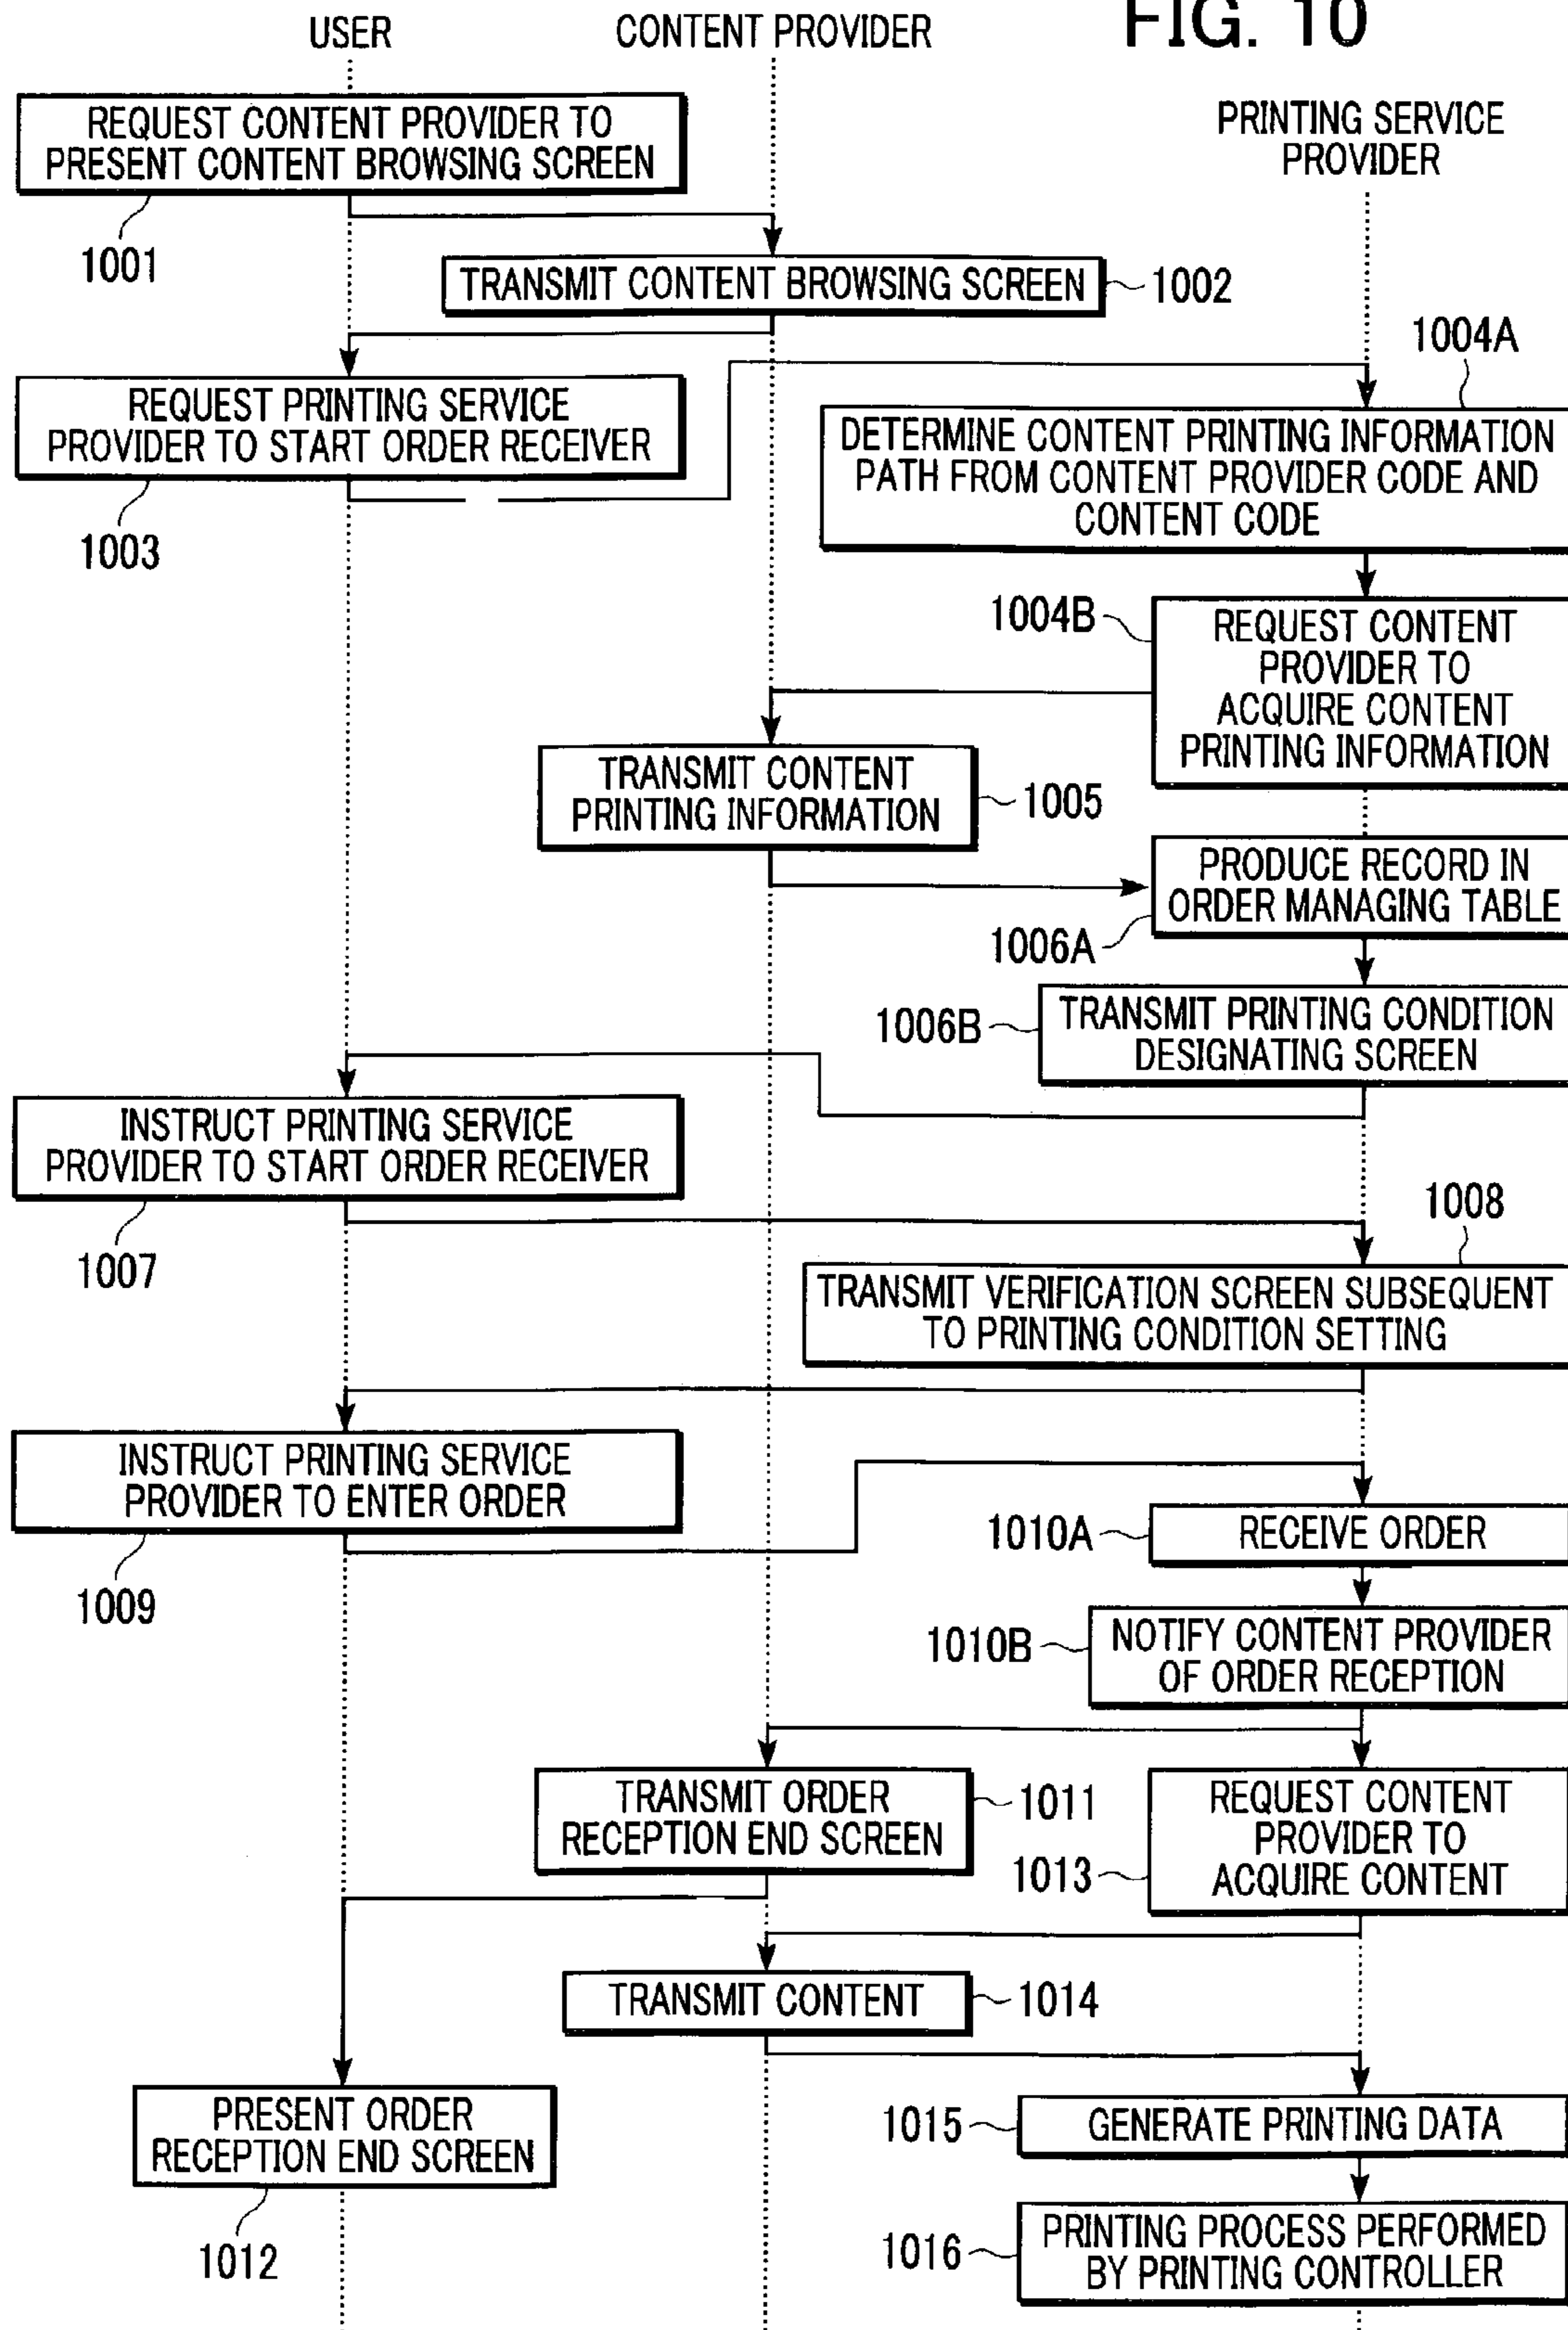 FIG. 10
USER
CONTENT PROVIDER
PRINTING SERVICE
PROVIDER
REQUEST CONTENT PROVIDER TO
PRESENT CONTENT BROWSING SCREEN
1001
TRANSMIT CONTENT BROWSING SCREEN
1002
REQUEST PRINTING SERVICE
PROVIDER TO START ORDER RECEIVER
1003
1004A
DETERMINE CONTENT PRINTING INFORMATION
PATH FROM CONTENT PROVIDER CODE AND
CONTENT CODE
1004B
REQUEST CONTENT
PROVIDER TO
ACQUIRE CONTENT
PRINTING INFORMATION
TRANSMIT CONTENT
PRINTING INFORMATION
1005
PRODUCE RECORD IN
ORDER MANAGING TABLE
1006A
1006B
TRANSMIT PRINTING CONDITION
DESIGNATING SCREEN
INSTRUCT PRINTING SERVICE
PROVIDER TO START ORDER RECEIVER
1007
1008
TRANSMIT VERIFICATION SCREEN SUBSEQUENT
TO PRINTING CONDITION SETTING
INSTRUCT PRINTING SERVICE
PROVIDER TO ENTER ORDER
1009
1010A
RECEIVE ORDER
1010B
NOTIFY CONTENT PROVIDER
OF ORDER RECEPTION
TRANSMIT ORDER
RECEPTION END SCREEN
1011
REQUEST CONTENT
PROVIDER TO
ACQUIRE CONTENT
1013
TRANSMIT CONTENT
1014
PRESENT ORDER
RECEPTION END SCREEN
1012
1015
GENERATE PRINTING DATA
1016
PRINTING PROCESS PERFORMED
BY PRINTING CONTROLLER